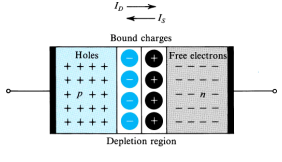 I_D
I_S
Bound charges
Holes
Free electrons
+ + + +
− −
+ +
− − − −
+ + + +
− − − −
p
n
+ + + +
− −
+ +
− − − −
+ + + +
− − − −
Depletion region